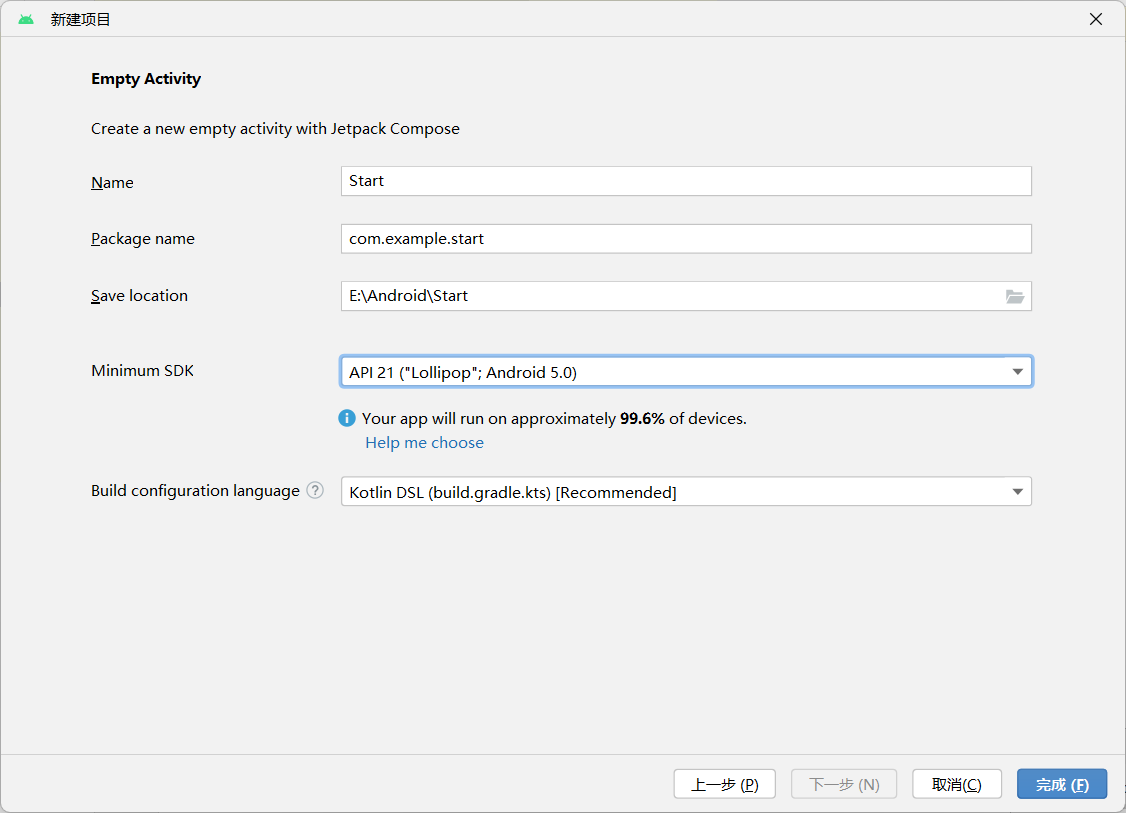 新建项目
Empty Activity
Create a new empty activity with Jetpack Compose
Name
Start
Package name
com.example.start
Save location
E:\Android\Start
Minimum SDK
API 21 ("Lollipop"; Android 5.0)
Your app will run on approximately 99.6% of devices.
Help me choose
Build configuration language ?
Kotlin DSL (build.gradle.kts) [Recommended]
上一步 (P)
下一步 (N)
取消(C)
完成 (F)